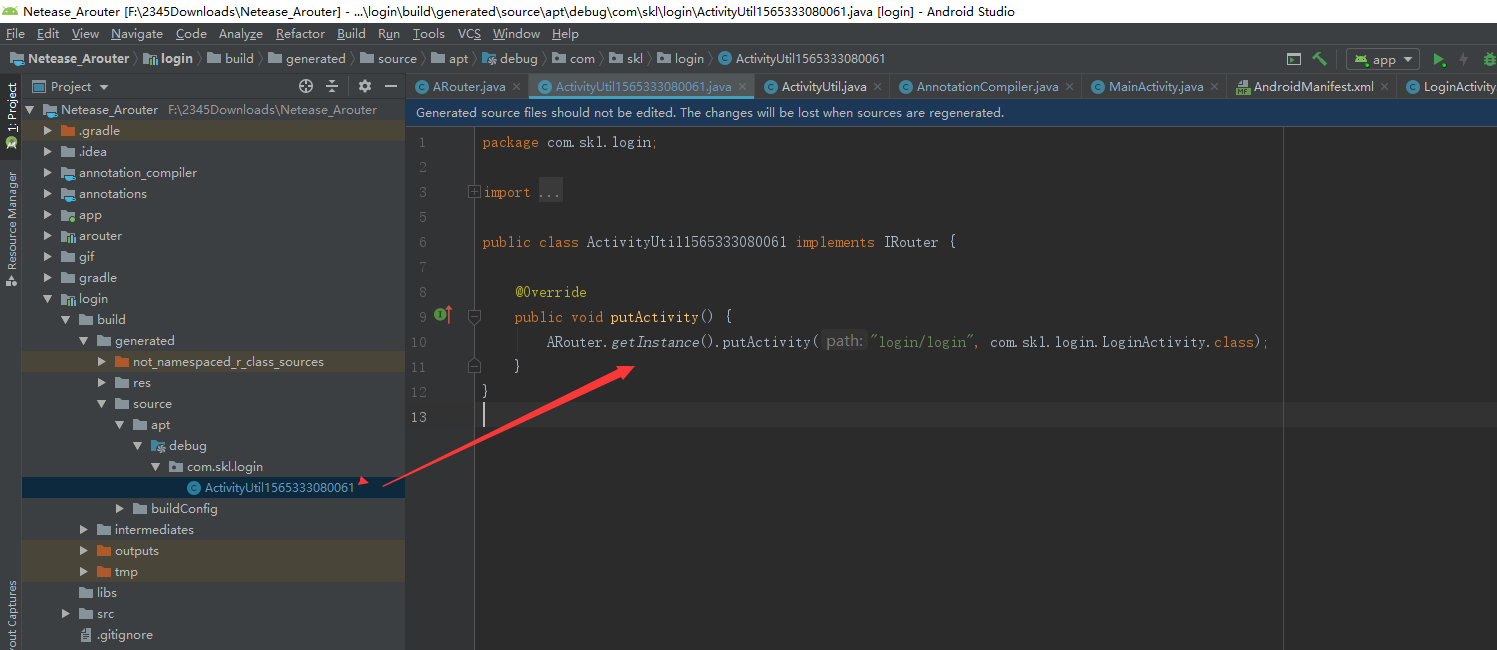 Netease_Arouter [F:\2345Downloads\Netease_Arouter] - ...\login\build\generated\source\apt\debug\com\skl\login\ActivityUtil1565333080061.java [login] - Android Studio
File Edit View Navigate Code Analyze Refactor Build Run Tools VCS Window Help
Netease_Arouter login build generated source apt debug com skl login ActivityUtil1565333080061 app
Project ARouter.java ActivityUtil1565333080061.java ActivityUtil.java AnnotationCompiler.java MainActivity.java AndroidManifest.xml LoginActivity
1: Project
Resource Manager
yout Captures
Netease_Arouter F:\2345Downloads\Netease_Arouter
.gradle
.idea
annotation_compiler
annotations
app
arouter
gif
gradle
login
build
generated
not_namespaced_r_class_sources
res
source
apt
debug
com.skl.login
ActivityUtil1565333080061
buildConfig
intermediates
outputs
tmp
libs
src
.gitignore
Generated source files should not be edited. The changes will be lost when sources are regenerated.
1 package com.skl.login;
2
3 import ...
5
6 public class ActivityUtil1565333080061 implements IRouter {
7
8 @Override
9 public void putActivity() {
10 ARouter.getInstance().putActivity( path: "login/login", com.skl.login.LoginActivity.class);
11 }
12 }
13